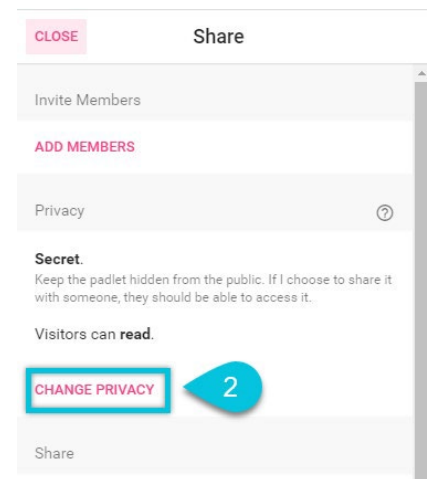 CLOSE Share
Invite Members
ADD MEMBERS
Privacy ?
Secret.
Keep the padlet hidden from the public. If I choose to share it
with someone, they should be able to access it.
Visitors can read.
CHANGE PRIVACY 2
Share